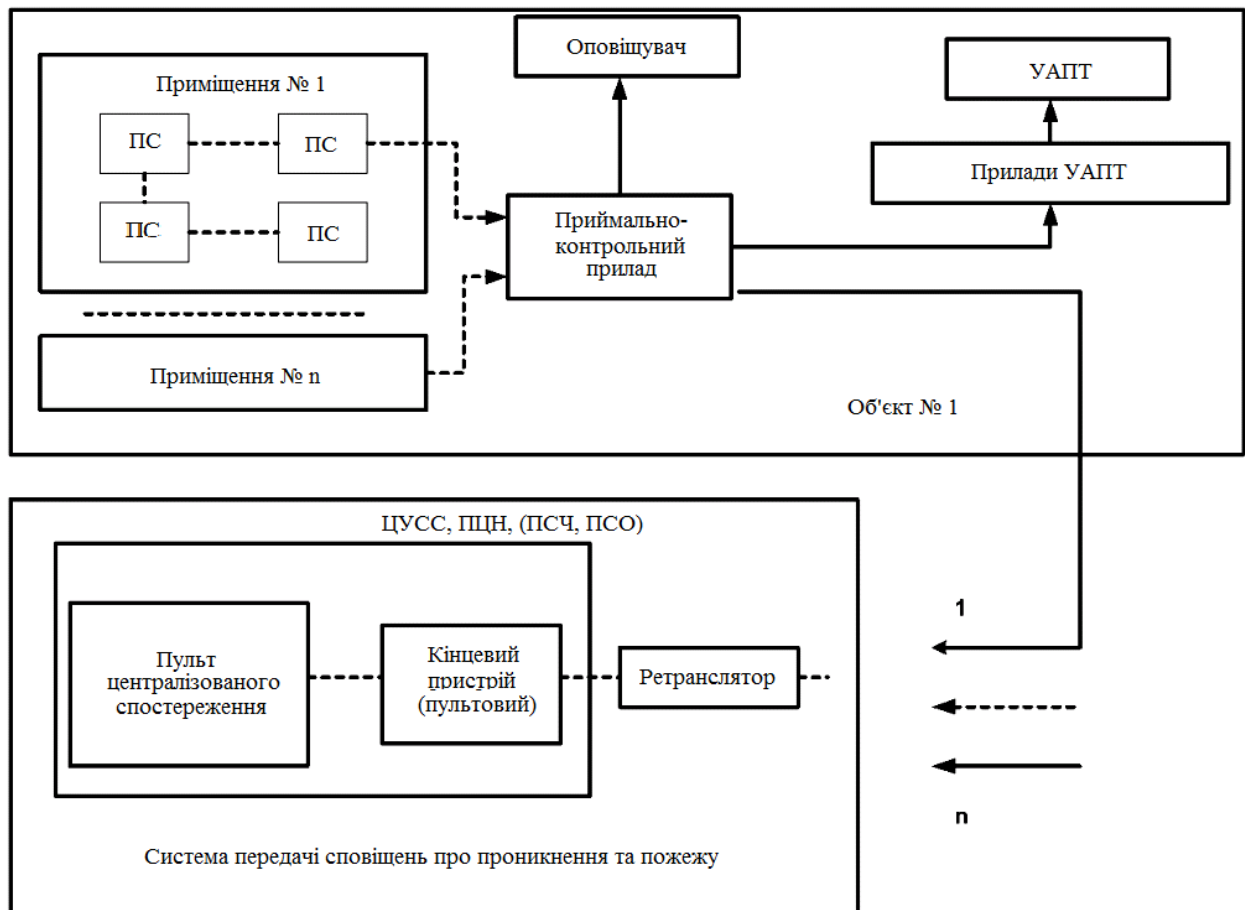 Оповіщувач
УАПТ
Приміщення № 1
ПС
ПС
Прилади УАПТ
ПС
ПС
Приймально-
контрольний
прилад
Приміщення № n
Об'єкт № 1
ЦУСС, ПЦН, (ПСЧ, ПСО)
1
Пульт
централізованого
спостереження
Кінцевий
пристрій
(пультовий)
Ретранслятор
n
Система передачі сповіщень про проникнення та пожежу